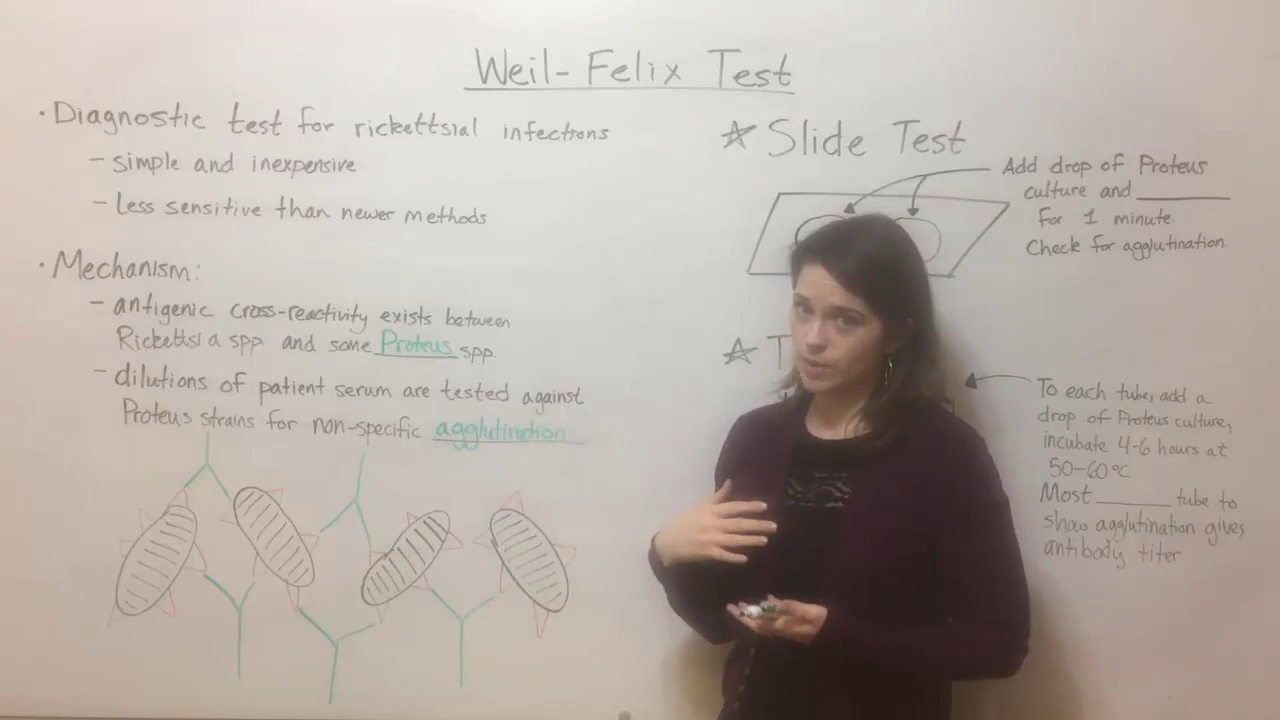 Weil-Felix Test
· Diagnostic test for rickettsial infections
- simple and inexpensive
- Less sensitive than newer methods
· Mechanism:
- antigenic cross-reactivity exists between
Rickettsia spp and some Proteus spp.
- dilutions of patient serum are tested against
Proteus strains for non-specific agglutination
☆ Slide Test
Add drop of Proteus
culture and ________
for 1 minute.
Check for agglutination.
☆ T
To each tube, add a
drop of Proteus culture,
incubate 4-6 hours at
50-60°C
Most ______ tube to
show agglutination gives
antibody titer